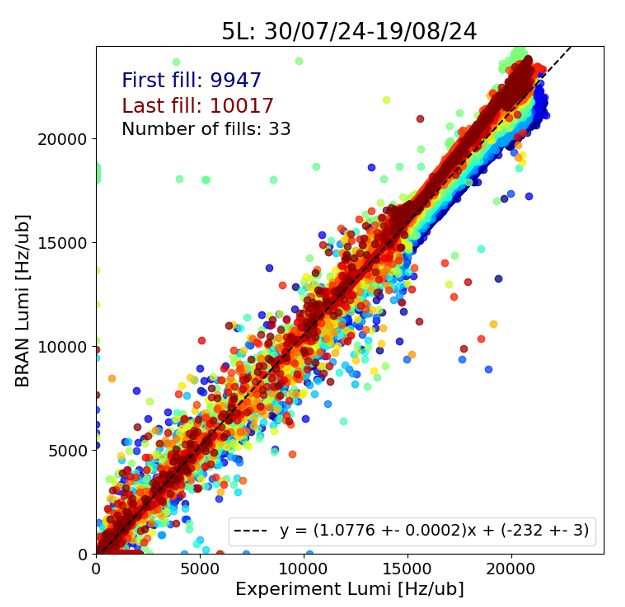 5L: 30/07/24-19/08/24
First fill: 9947
Last fill: 10017
Number of fills: 33
20000
15000
10000
5000
0
BRAN Lumi [Hz/ub]
y = (1.0776 +- 0.0002)x + (-232 +- 3)
0 5000 10000 15000 20000
Experiment Lumi [Hz/ub]